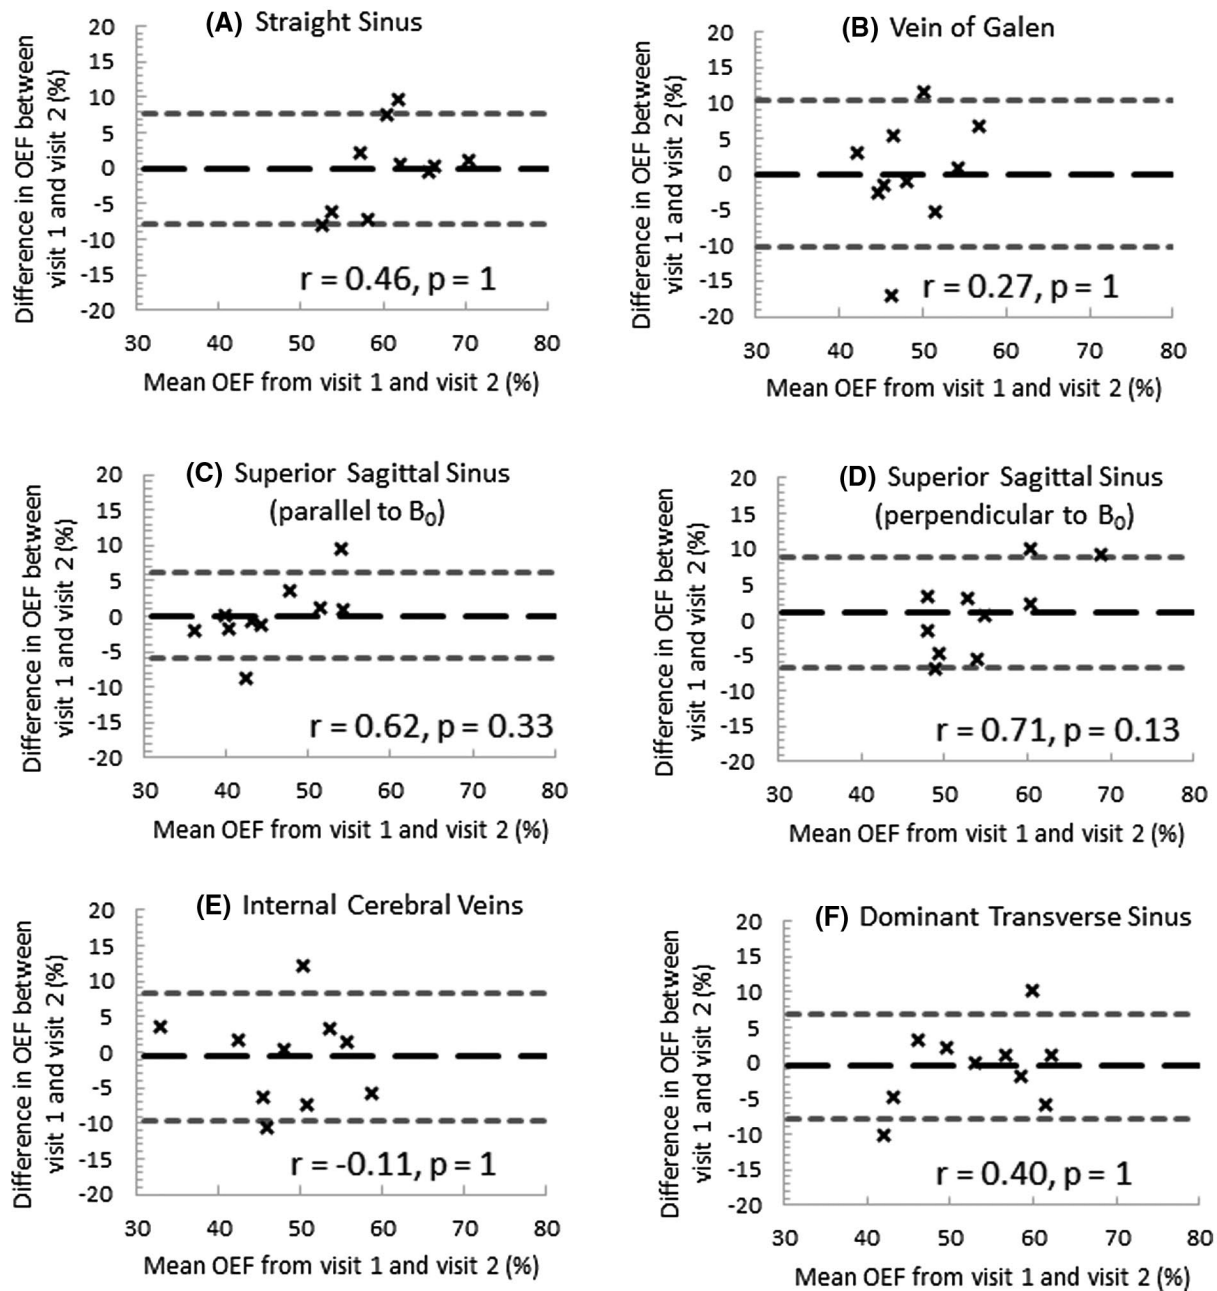 (A) Straight Sinus
Difference in OEF between
visit 1 and visit 2 (%)
20
15
10
5
0
-5
-10
-15
-20
r = 0.46, p = 1
30 40 50 60 70 80
Mean OEF from visit 1 and visit 2 (%)
(B) Vein of Galen
Difference in OEF between
visit 1 and visit 2 (%)
20
15
10
5
0
-5
-10
-15
-20
r = 0.27, p = 1
30 40 50 60 70 80
Mean OEF from visit 1 and visit 2 (%)
(C) Superior Sagittal Sinus
(parallel to B₀)
Difference in OEF between
visit 1 and visit 2 (%)
20
15
10
5
0
-5
-10
-15
-20
r = 0.62, p = 0.33
30 40 50 60 70 80
Mean OEF from visit 1 and visit 2 (%)
(D) Superior Sagittal Sinus
(perpendicular to B₀)
Difference in OEF between
visit 1 and visit 2 (%)
20
15
10
5
0
-5
-10
-15
-20
r = 0.71, p = 0.13
30 40 50 60 70 80
Mean OEF from visit 1 and visit 2 (%)
(E) Internal Cerebral Veins
Difference in OEF between
visit 1 and visit 2 (%)
20
15
10
5
0
-5
-10
-15
-20
r = -0.11, p = 1
30 40 50 60 70 80
Mean OEF from visit 1 and visit 2 (%)
(F) Dominant Transverse Sinus
Difference in OEF between
visit 1 and visit 2 (%)
20
15
10
5
0
-5
-10
-15
-20
r = 0.40, p = 1
30 40 50 60 70 80
Mean OEF from visit 1 and visit 2 (%)